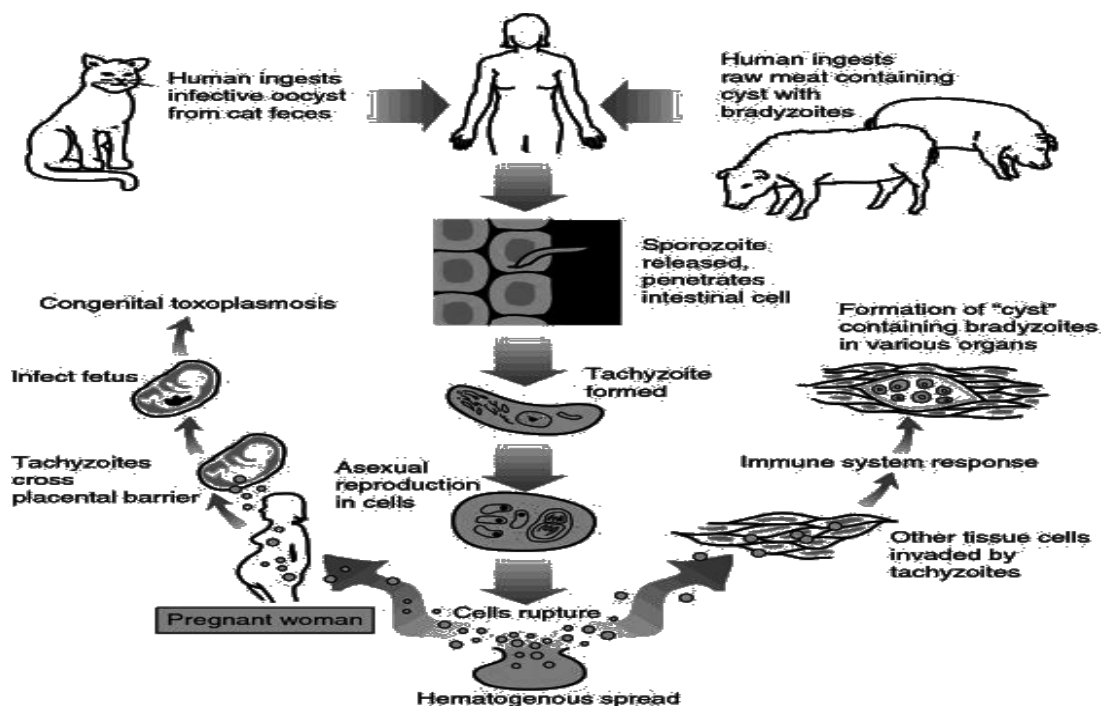 Human ingests
infective oocyst
from cat feces
Human ingests
raw meat containing
cyst with
bradyzoites
Sporozoite
released,
penetrates
intestinal cell
Congenital toxoplasmosis
Formation of “cyst”
containing bradyzoites
in various organs
Infect fetus
Tachyzoite
formed
Tachyzoites
cross
placental barrier
Asexual
reproduction
in cells
Immune system response
Other tissue cells
invaded by
tachyzoites
Pregnant woman
Cells rupture
Hematogenous spread